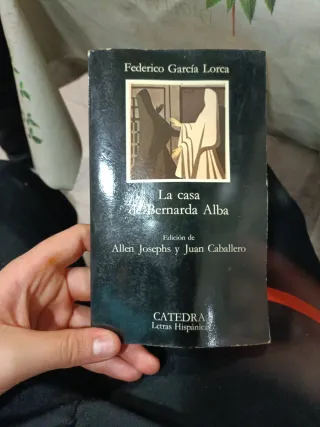 Federico García Lorca
La casa
de Bernarda Alba
Edición de
Allen Josephs y Juan Caballero
CATEDRA
Letras Hispánicas